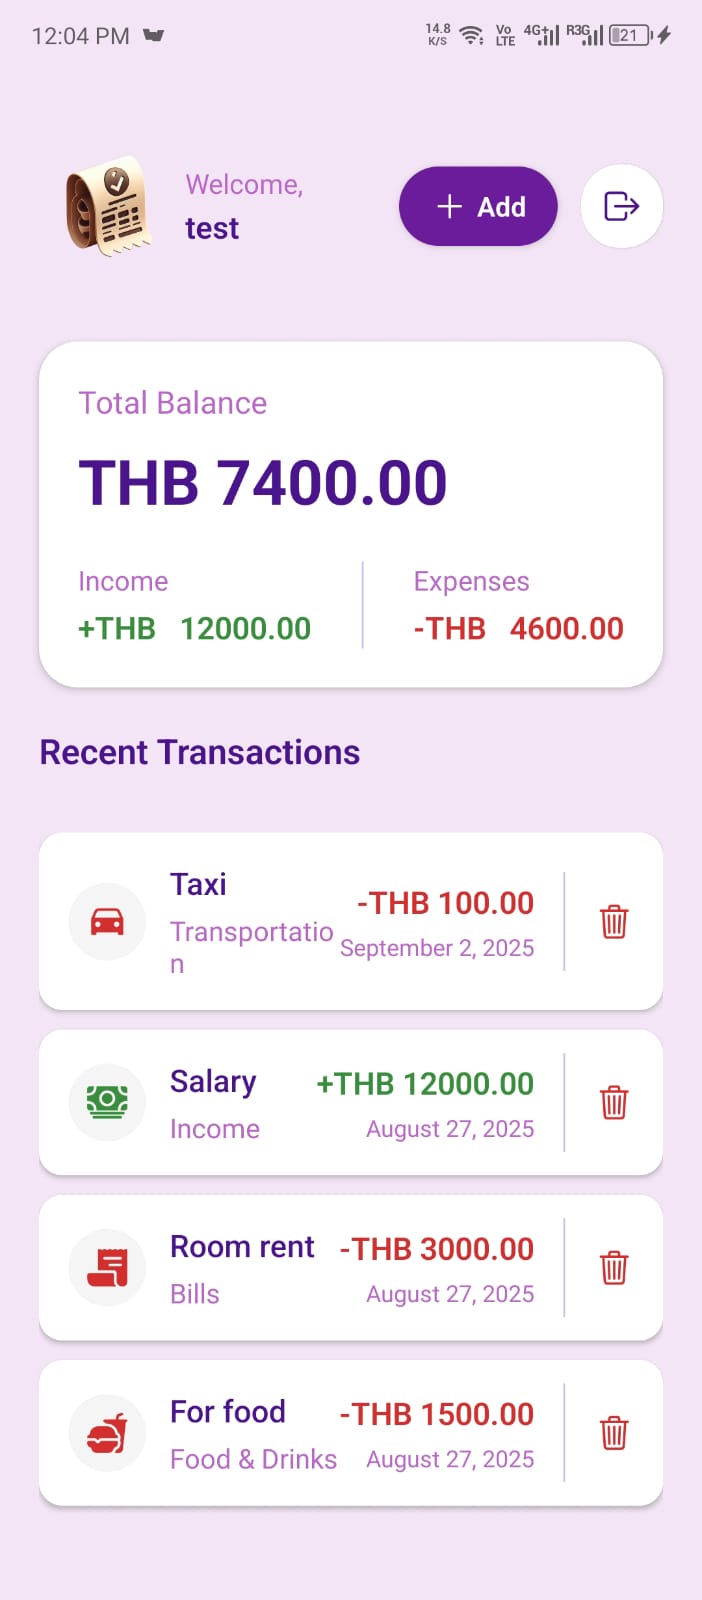 12:04 PM 14.8 K/S Vo LTE 4G+ R3G 21
Welcome,
test
+ Add
Total Balance
THB 7400.00
Income Expenses
+THB 12000.00 -THB 4600.00
Recent Transactions
Taxi
-THB 100.00
Transportatio
n
September 2, 2025
Salary +THB 12000.00
Income August 27, 2025
Room rent -THB 3000.00
Bills August 27, 2025
For food -THB 1500.00
Food & Drinks August 27, 2025